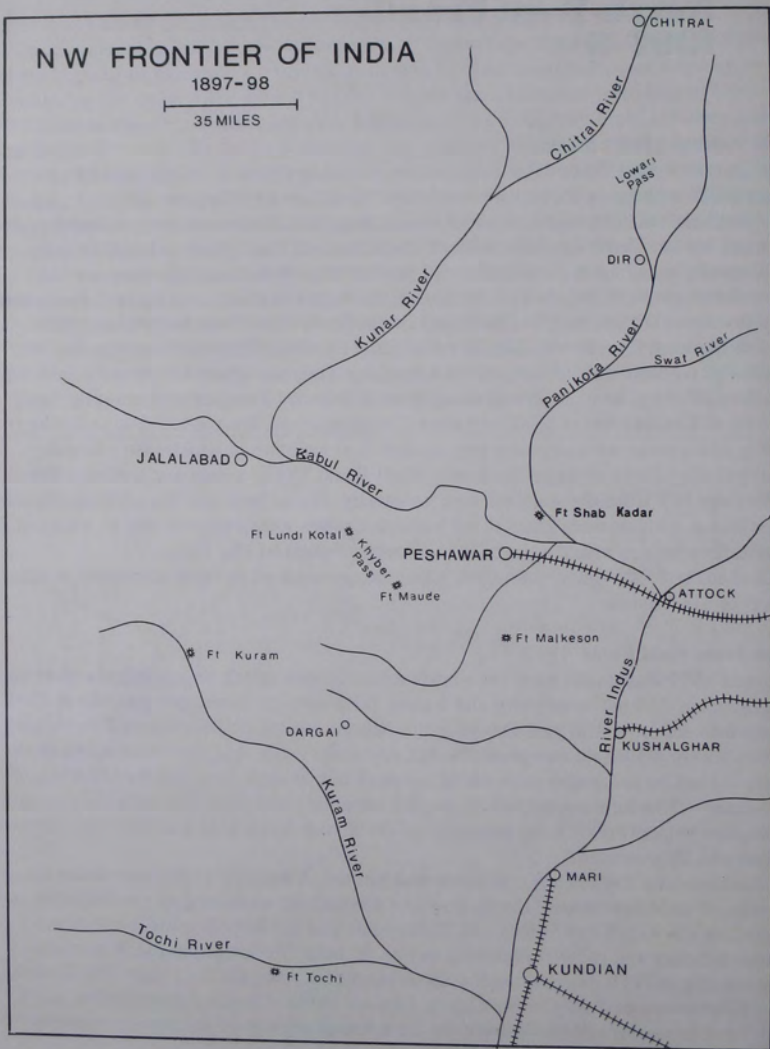 CHITRAL
NW FRONTIER OF INDIA
1897-98
35 MILES
Chitral River
Lowari
Pass
DIR
Kunar River
Panjkora River
Swat River
JALALABAD
Kabul River
Ft Shab Kadar
Ft Lundi Kotal
Khyber
Pass
PESHAWAR
Ft Maude
ATTOCK
Ft Malkeson
Ft Kuram
River Indus
DARGAI
KUSHALGHAR
Kuram River
MARI
Tochi River
Ft Tochi
KUNDIAN